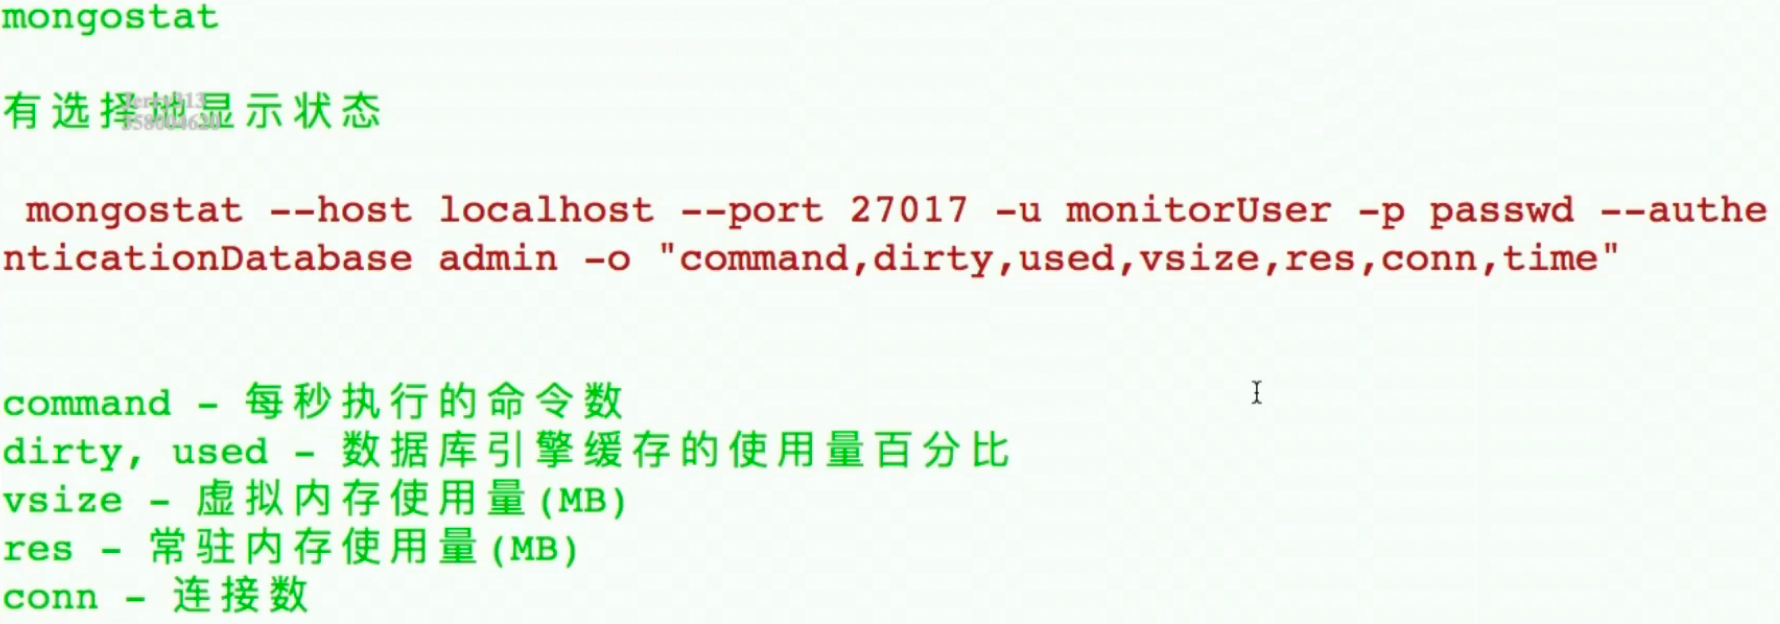 mongostat
有选择地显示状态
mongostat --host localhost --port 27017 -u monitorUser -p passwd --authe
nticationDatabase admin -o "command,dirty,used,vsize,res,conn,time"
command - 每秒执行的命令数
dirty, used - 数据库引擎缓存的使用量百分比
vsize - 虚拟内存使用量(MB)
res - 常驻内存使用量(MB)
conn - 连接数